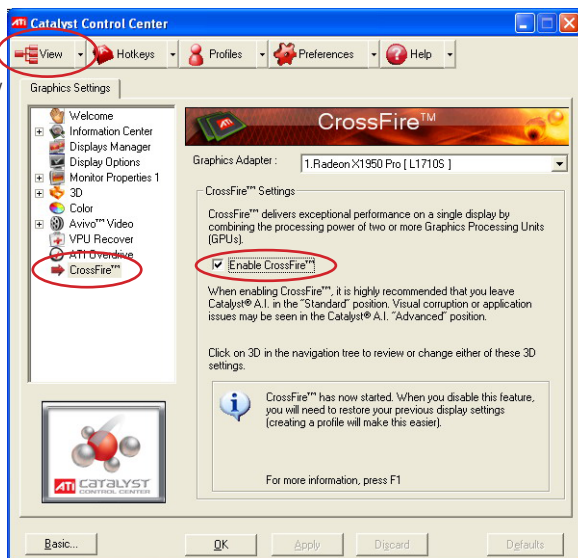 Catalyst Control Center
View
Hotkeys
Profiles
Preferences
Help
Graphics Settings
Welcome
Information Center
Displays Manager
Display Options
Monitor Properties 1
3D
Color
Avivo™ Video
VPU Recover
ATI Overdrive
CrossFire™
CrossFire™
Graphics Adapter :
1.Radeon X1950 Pro [ L1710S ]
CrossFire™ Settings
CrossFire™ delivers exceptional performance on a single display by
combining the processing power of two or more Graphics Processing Units
(GPUs).
Enable CrossFire™
When enabling CrossFire™, it is highly recommended that you leave
Catalyst® A.I. in the "Standard" position. Visual corruption or application
issues may be seen in the Catalyst® A.I. "Advanced" position.
Click on 3D in the navigation tree to review or change either of these 3D
settings.
CrossFire™ has now started. When you disable this feature,
you will need to restore your previous display settings
(creating a profile will make this easier).
For more information, press F1
ATI CATALYST
CONTROL CENTER
Basic...
OK
Apply
Discard
Defaults